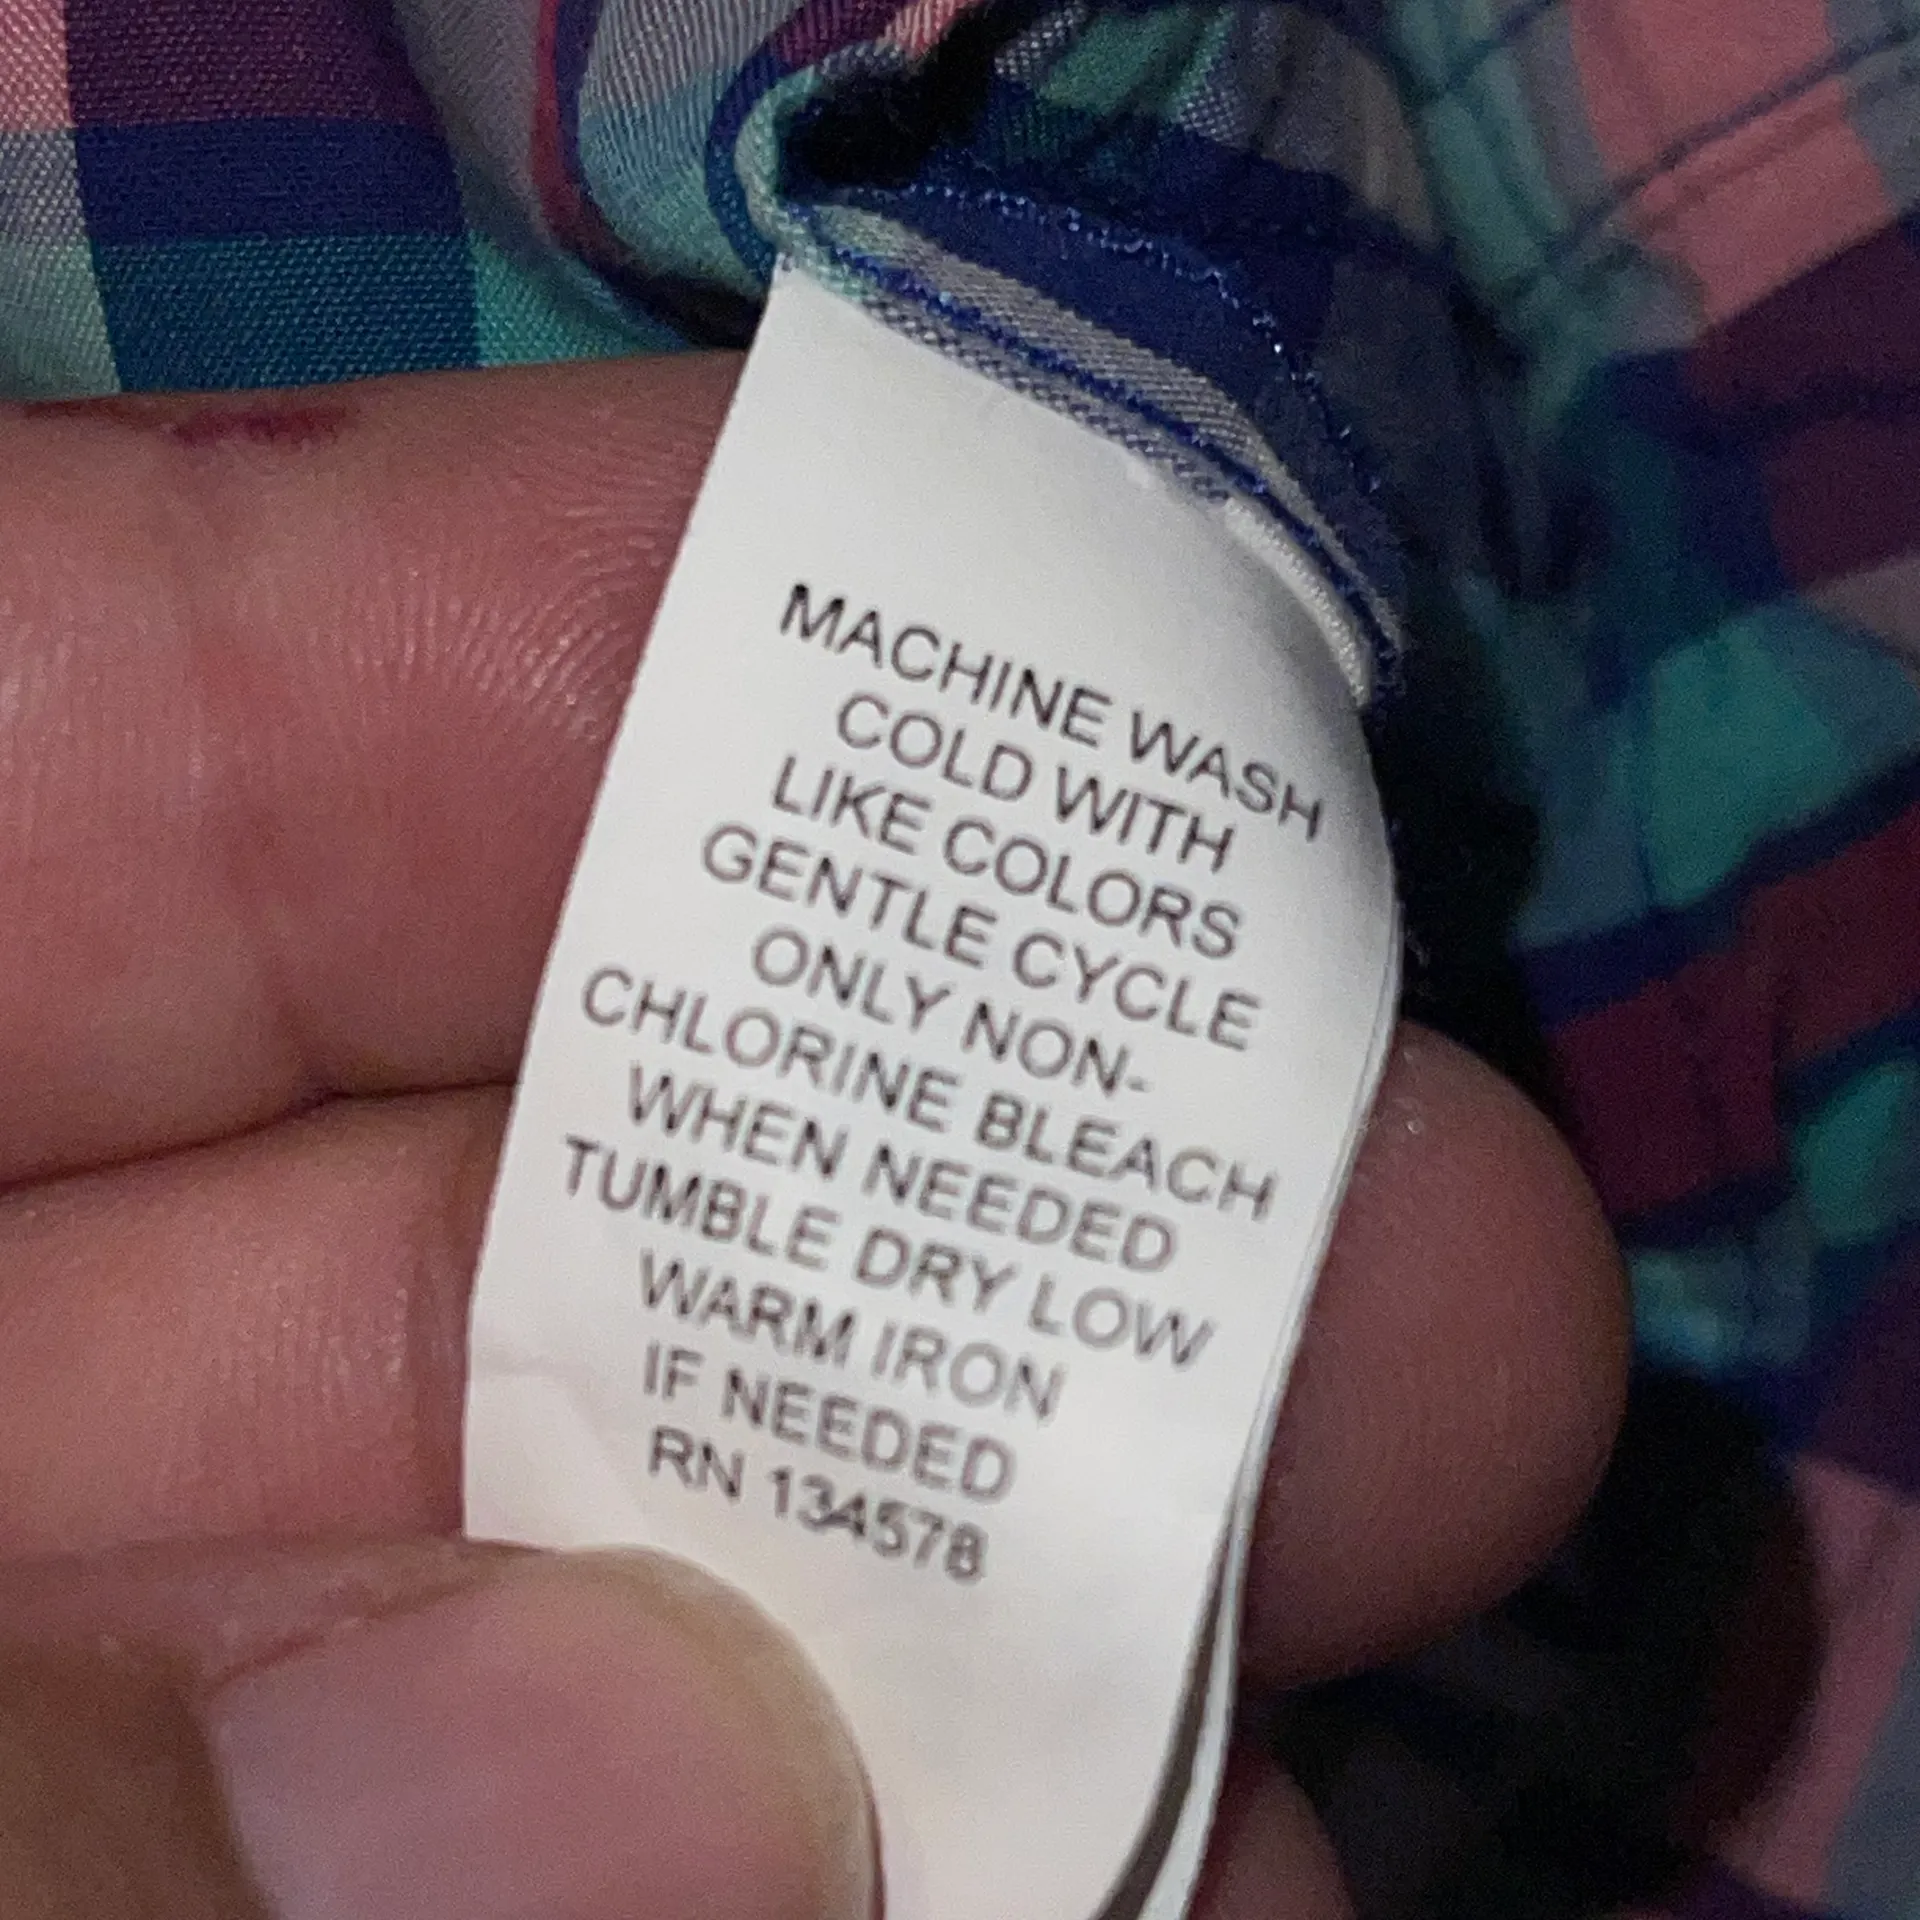 MACHINE WASH
COLD WITH
LIKE COLORS
GENTLE CYCLE
ONLY NON-
CHLORINE BLEACH
WHEN NEEDED
TUMBLE DRY LOW
WARM IRON
IF NEEDED
RN 134578